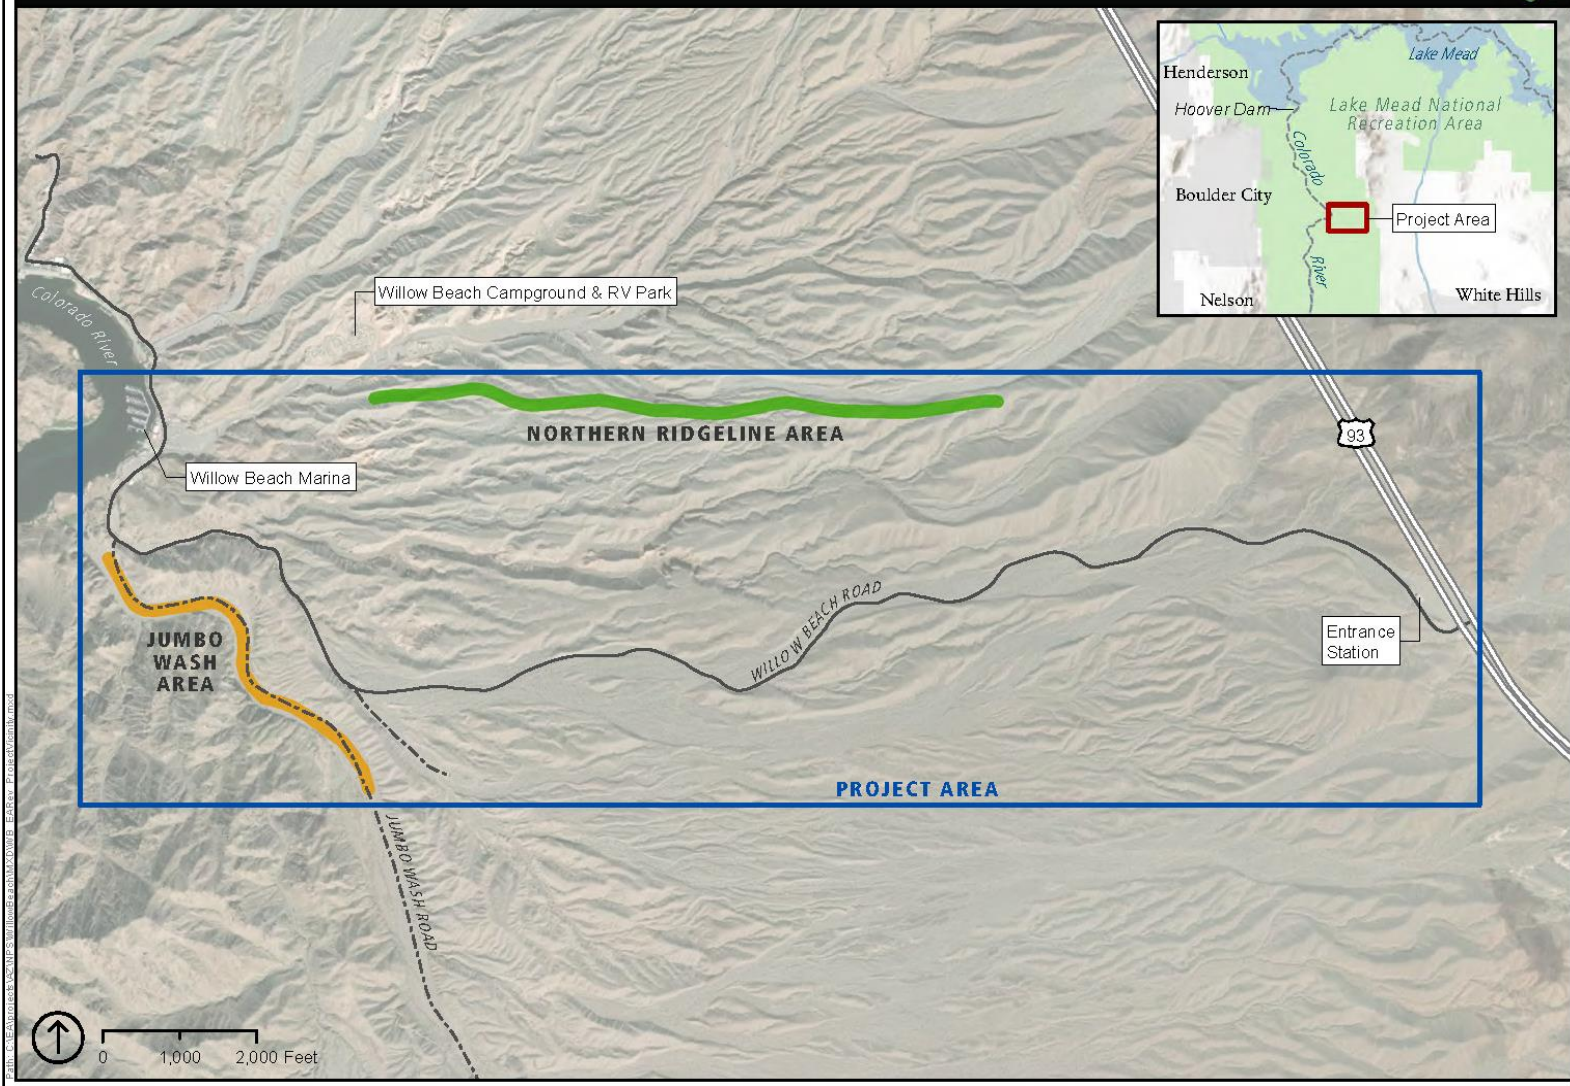 Lake Mead
Henderson
Hoover Dam
Lake Mead National
Recreation Area
Colorado
Boulder City
Project Area
River
Nelson
White Hills
Willow Beach Campground & RV Park
Colorado River
NORTHERN RIDGELINE AREA
93
Willow Beach Marina
WILLOW BEACH ROAD
Entrance
Station
JUMBO
WASH
AREA
PROJECT AREA
JUMBO WASH ROAD
0 1,000 2,000 Feet